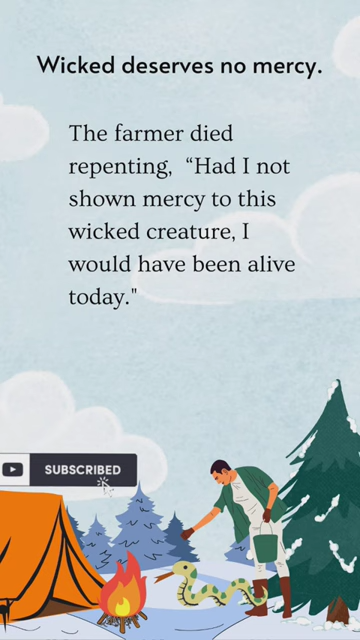 Wicked deserves no mercy.
The farmer died
repenting, “Had I not
shown mercy to this
wicked creature, I
would have been alive
today."
SUBSCRIBED